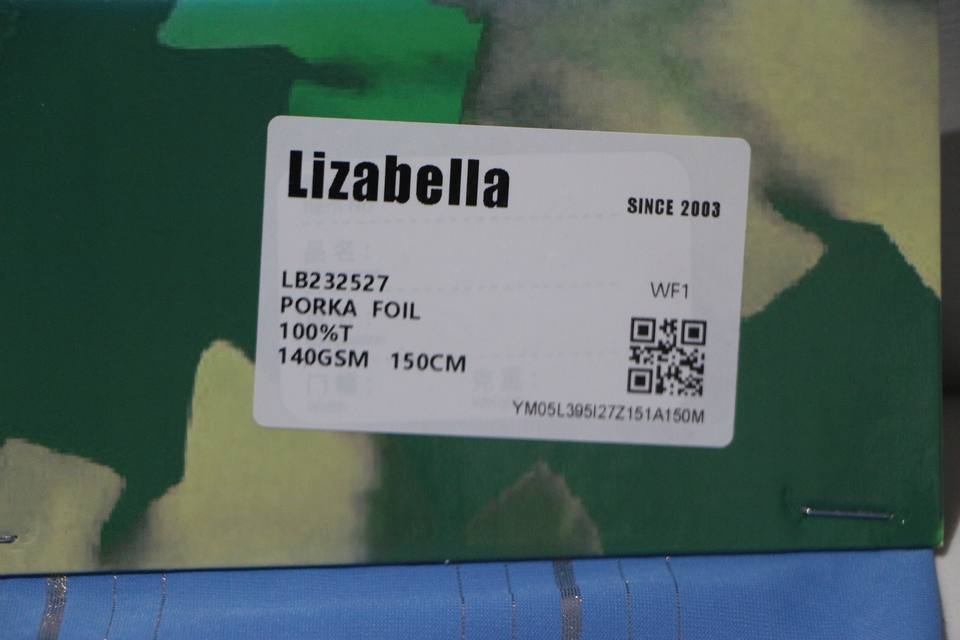 Lizabella
SINCE 2003
LB232527
WF1
PORKA FOIL
100%T
140GSM 150CM
YM05L395I27Z151A150M
品名:
门幅:
克重: